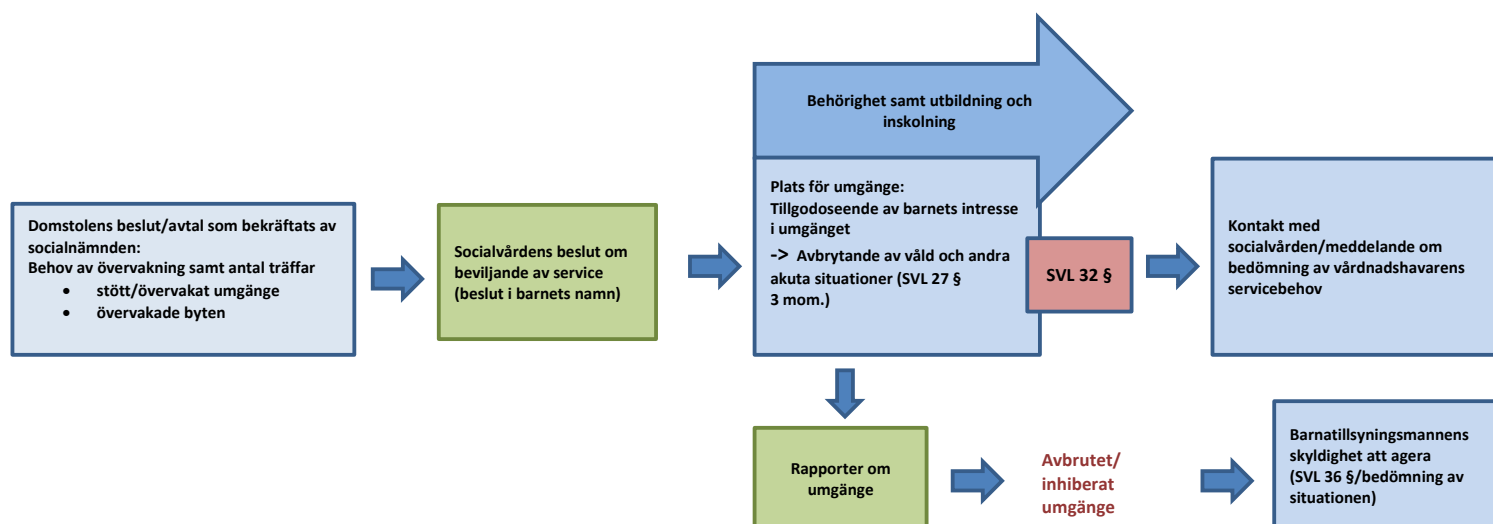 Behörighet samt utbildning och
inskolning
Domstolens beslut/avtal som bekräftats av
socialnämnden:
Behov av övervakning samt antal träffar
• stött/övervakat umgänge
• övervakade byten
Socialvårdens beslut om
beviljande av service
(beslut i barnets namn)
Plats för umgänge:
Tillgodoseende av barnets intresse
i umgänget
-> Avbrytande av våld och andra
akuta situationer (SVL 27 §
3 mom.)
SVL 32 §
Kontakt med
socialvården/meddelande om
bedömning av vårdnadshavarens
servicebehov
Rapporter om
umgänge
Avbrutet/
inhiberat
umgänge
Barnatillsyningsmannens
skyldighet att agera
(SVL 36 §/bedömning av
situationen)